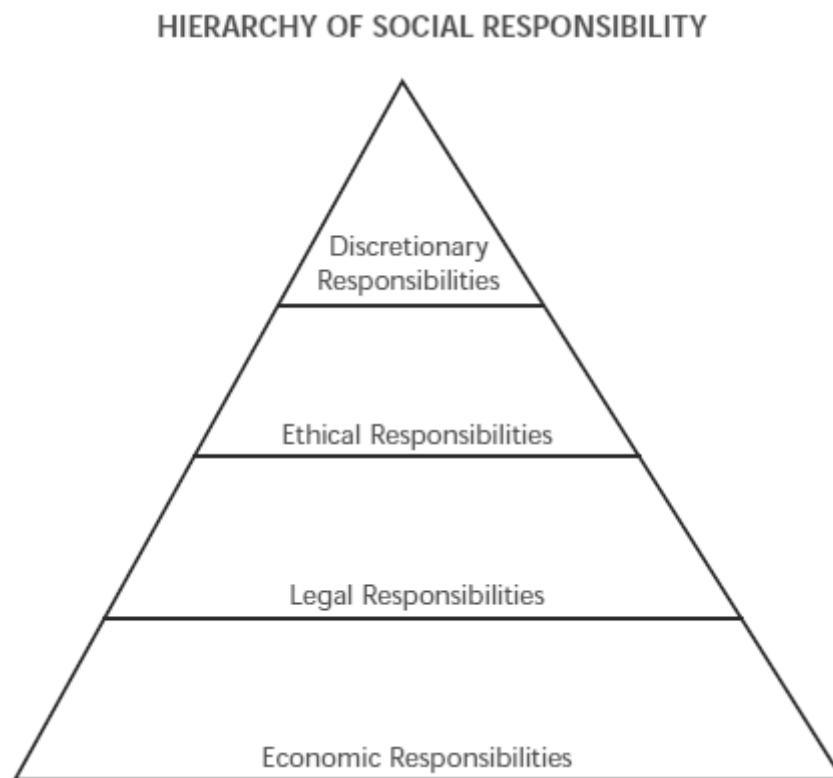 HIERARCHY OF SOCIAL RESPONSIBILITY
Discretionary
Responsibilities
Ethical Responsibilities
Legal Responsibilities
Economic Responsibilities